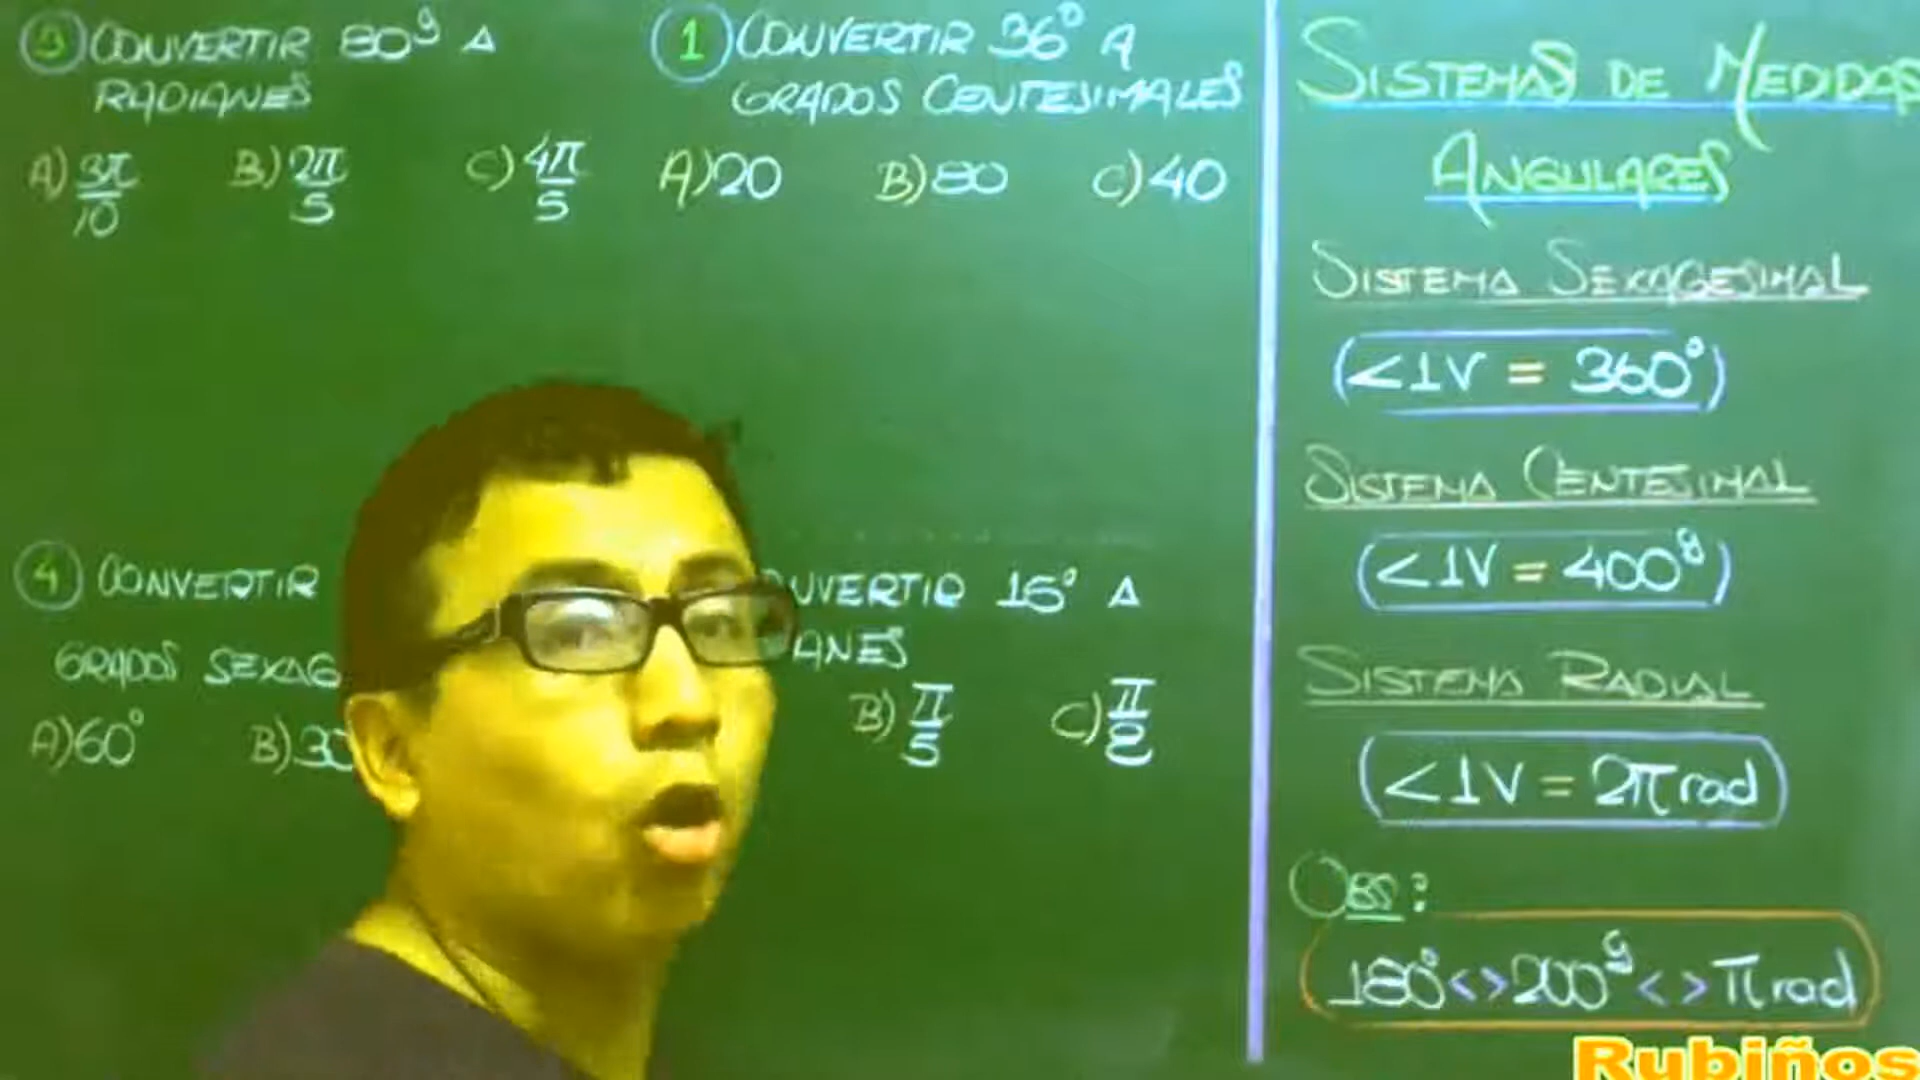 3 CONVERTIR 80ᵍ A
RADIANES
A) 3π/10 B) 2π/5 C) 4π/5
1 CONVERTIR 36° A
GRADOS CENTESIMALES
A) 20 B) 80 C) 40
4 CONVERTIR
GRADOS SEXAG
A) 60° B) 30
UVERTIR 15° A
ANES
B) π/5 C) π/2
SISTEMAS DE MEDIDAS
ANGULARES
SISTEMA SEXAGESIMAL
(<1V = 360°)
SISTEMA CENTESIMAL
(<1V = 400ᵍ)
SISTEMA RADIAL
(<1V = 2π rad)
OBS:
180° <> 200ᵍ <> π rad
Rubiños